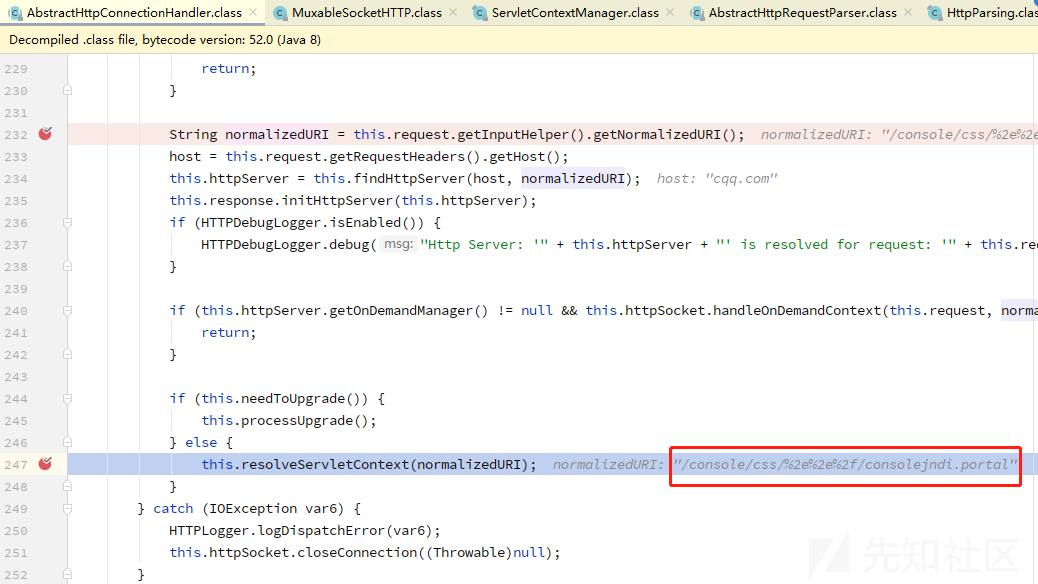 AbstractHttpConnectionHandler.class × MuxableSocketHTTP.class × ServletContextManager.class × AbstractHttpRequestParser.class × HttpParsing.clas
Decompiled .class file, bytecode version: 52.0 (Java 8)
229 return;
230 }
231
232 String normalizedURI = this.request.getInputHelper().getNormalizedURI(); normalizedURI: "/console/css/%2e%2e
233 host = this.request.getRequestHeaders().getHost();
234 this.httpServer = this.findHttpServer(host, normalizedURI); host: "cqq.com"
235 this.response.initHttpServer(this.httpServer);
236 if (HTTPDebugLogger.isEnabled()) {
237 HTTPDebugLogger.debug( msg: "Http Server: '" + this.httpServer + "' is resolved for request: '" + this.re
238 }
239
240 if (this.httpServer.getOnDemandManager() != null && this.httpSocket.handleOnDemandContext(this.request, norma
241 return;
242 }
243
244 if (this.needToUpgrade()) {
245 this.processUpgrade();
246 } else {
247 this.resolveServletContext(normalizedURI); normalizedURI: "/console/css/%2e%2e%2f/consolejndi.portal"
248 }
249 } catch (IOException var6) {
250 HTTPLogger.logDispatchError(var6);
251 this.httpSocket.closeConnection((Throwable)null);
252 }
先知社区